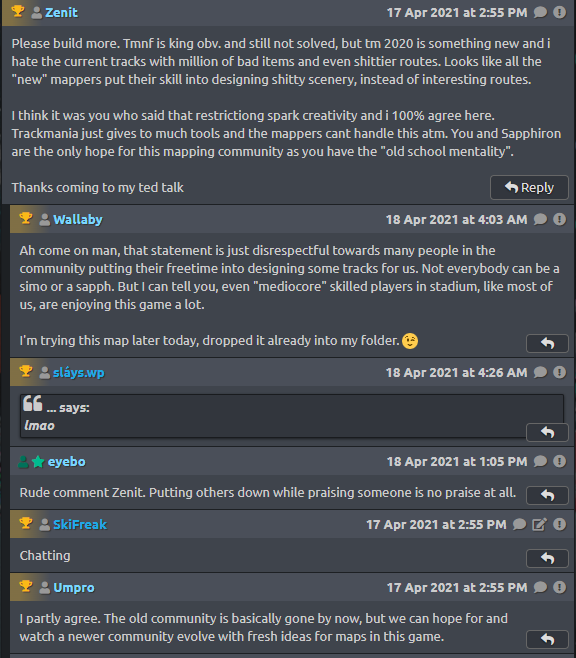 Zenit 17 Apr 2021 at 2:55 PM
Please build more. Tmnf is king obv. and still not solved, but tm 2020 is something new and i
hate the current tracks with million of bad items and even shittier routes. Looks like all the
"new" mappers put their skill into designing shitty scenery, instead of interesting routes.
I think it was you who said that restrictiong spark creativity and i 100% agree here.
Trackmania just gives to much tools and the mappers cant handle this atm. You and Sapphiron
are the only hope for this mapping community as you have the "old school mentality".
Thanks coming to my ted talk
Reply
Wallaby 18 Apr 2021 at 4:03 AM
Ah come on man, that statement is just disrespectful towards many people in the
community putting their freetime into designing some tracks for us. Not everybody can be a
simo or a sapph. But I can tell you, even "mediocore" skilled players in stadium, like most of
us, are enjoying this game a lot.
I'm trying this map later today, dropped it already into my folder. 😉
sláys.wp 18 Apr 2021 at 4:26 AM
... says:
lmao
eyebo 18 Apr 2021 at 1:05 PM
Rude comment Zenit. Putting others down while praising someone is no praise at all.
SkiFreak 17 Apr 2021 at 2:55 PM
Chatting
Umpro 17 Apr 2021 at 2:55 PM
I partly agree. The old community is basically gone by now, but we can hope for and
watch a newer community evolve with fresh ideas for maps in this game.